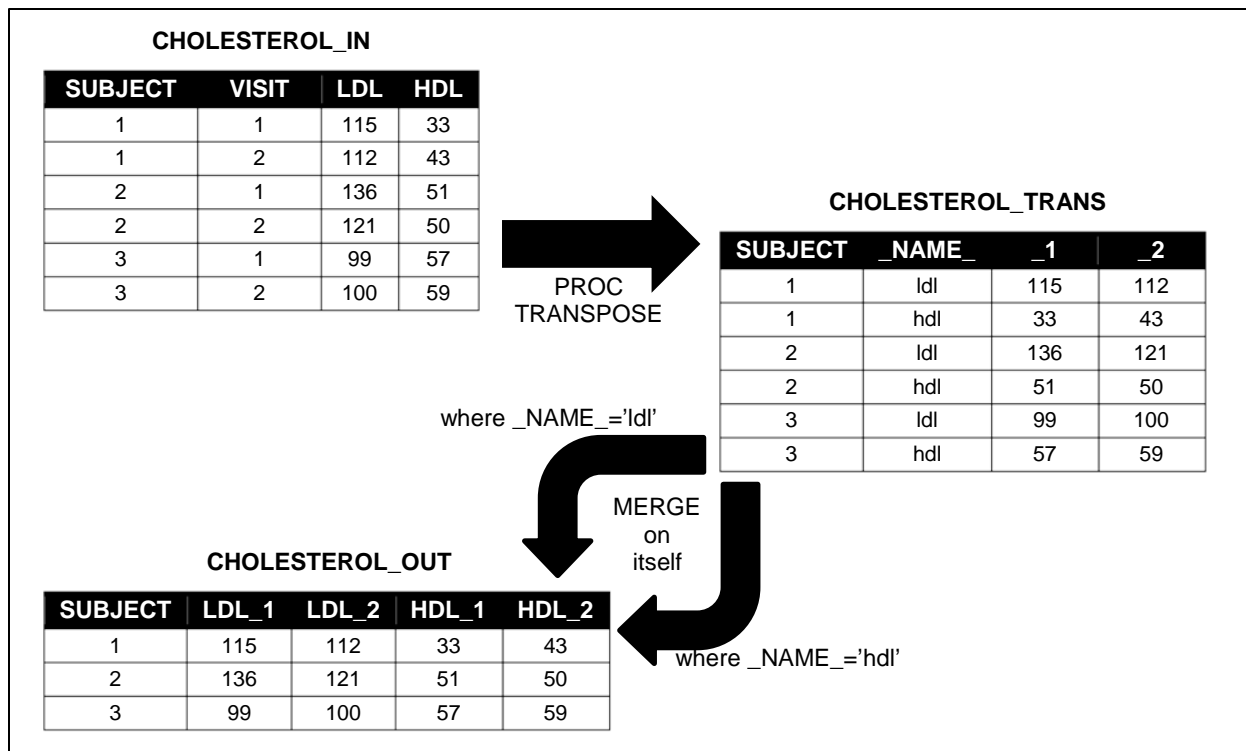 CHOLESTEROL_IN
SUBJECT VISIT LDL HDL
1 1 115 33
1 2 112 43
2 1 136 51
2 2 121 50
3 1 99 57
3 2 100 59
PROC
TRANSPOSE
CHOLESTEROL_TRANS
SUBJECT _NAME_ _1 _2
1 ldl 115 112
1 hdl 33 43
2 ldl 136 121
2 hdl 51 50
3 ldl 99 100
3 hdl 57 59
where _NAME_='ldl'
MERGE
on
itself
where _NAME_='hdl'
CHOLESTEROL_OUT
SUBJECT LDL_1 LDL_2 HDL_1 HDL_2
1 115 112 33 43
2 136 121 51 50
3 99 100 57 59